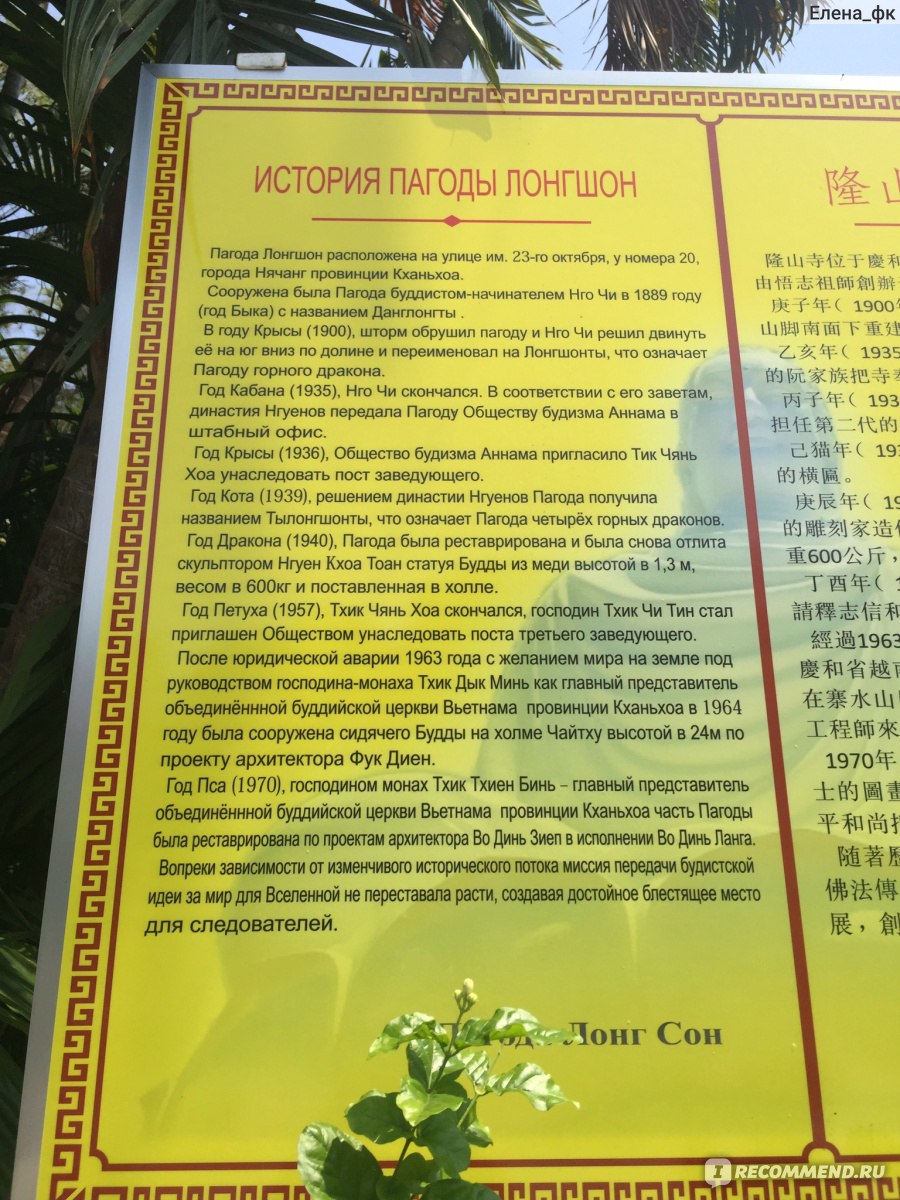 Елена_фк
ИСТОРИЯ ПАГОДЫ ЛОНГШОН
Пагода Лонгшон расположена на улице им. 23-го октября, у номера 20,
города Нячанг провинции Кханьхоа.
Сооружена была Пагода буддистом-начинателем Нго Чи в 1889 году
(год Быка) с названием Данглонгты .
В году Крысы (1900), шторм обрушил пагоду и Нго Чи решил двинуть
её на юг вниз по долине и переименовал на Лонгшонты, что означает
Пагоду горного дракона.
Год Кабана (1935), Нго Чи скончался. В соответствии с его заветам,
династия Нгуенов передала Пагоду Обществу будизма Аннама в
штабный офис.
Год Крысы (1936), Общество будизма Аннама пригласило Тик Чянь
Хоа унаследовать пост заведующего.
Год Кота (1939), решением династии Нгуенов Пагода получила
названием Тылонгшонты, что означает Пагода четырёх горных драконов.
Год Дракона (1940), Пагода была реставрирована и была снова отлита
скульптором Нгуен Кхоа Тоан статуя Будды из меди высотой в 1,3 м,
весом в 600кг и поставленная в холле.
Год Петуха (1957), Тхик Чянь Хоа скончался, господин Тхик Чи Тин стал
приглашен Обществом унаследовать поста третьего заведующего.
После юридической аварии 1963 года с желанием мира на земле под
руководством господина-монаха Тхик Дык Минь как главный представитель
объединённной буддийской церкви Вьетнама провинции Кханьхоа в 1964
году была сооружена сидячего Будды на холме Чайтху высотой в 24м по
проекту архитектора Фук Диен.
Год Пса (1970), господином монах Тхик Тхиен Бинь – главный представитель
объединённной буддийской церкви Вьетнама провинции Кханьхоа часть Пагоды
была реставрирована по проектам архитектора Во Динь Зиеп в исполнении Во Динь Ланга.
Вопреки зависимости от изменчивого исторического потока миссия передачи будистской
идеи за мир для Вселенной не переставала расти, создавая достойное блестящее место
для следователей.
Лонг Сон
隆山
隆山寺位于慶和
由悟志祖師創辦
庚子年( 1900年
山脚南面下重建
乙亥年( 1935
的阮家族把寺
丙子年( 193
担任第二代的
己猫年( 19
的横匾。
庚辰年( 19
的雕刻家造
重600公斤，
丁酉年( 1
請釋志信和
經過1963
慶和省越南
在寨水山
工程師來
1970年
士的圖畫
平和尚
随著歷
佛法傳
展，創
IRECOMMEND.RU